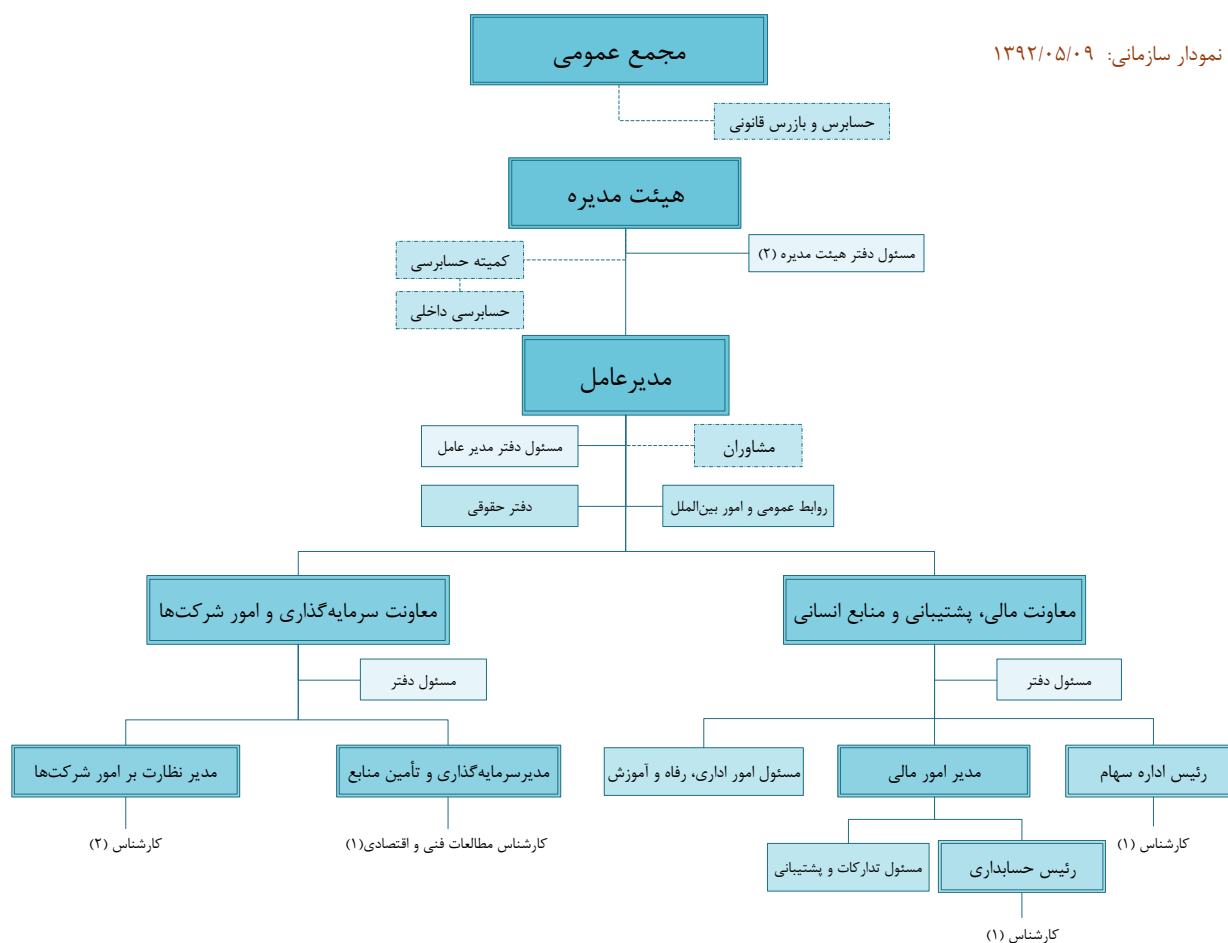 نمودار سازمانی: ۱۳۹۲/۰۵/۰۹
مجمع عمومی
حسابرس و بازرس قانونی
هیئت مدیره
مسئول دفتر هیئت مدیره (۲)
کمیته حسابرسی
حسابرسی داخلی
مدیرعامل
مشاوران
مسئول دفتر مدیر عامل
روابط عمومی و امور بین‌الملل
دفتر حقوقی
معاونت مالی، پشتیبانی و منابع انسانی
معاونت سرمایه‌گذاری و امور شرکت‌ها
مسئول دفتر
مسئول دفتر
رئیس اداره سهام
مدیر امور مالی
مسئول امور اداری، رفاه و آموزش
مدیرسرمایه‌گذاری و تأمین منابع
مدیر نظارت بر امور شرکت‌ها
کارشناس (۱)
کارشناس مطالعات فنی و اقتصادی(۱)
کارشناس (۲)
رئیس حسابداری
مسئول تدارکات و پشتیبانی
کارشناس (۱)